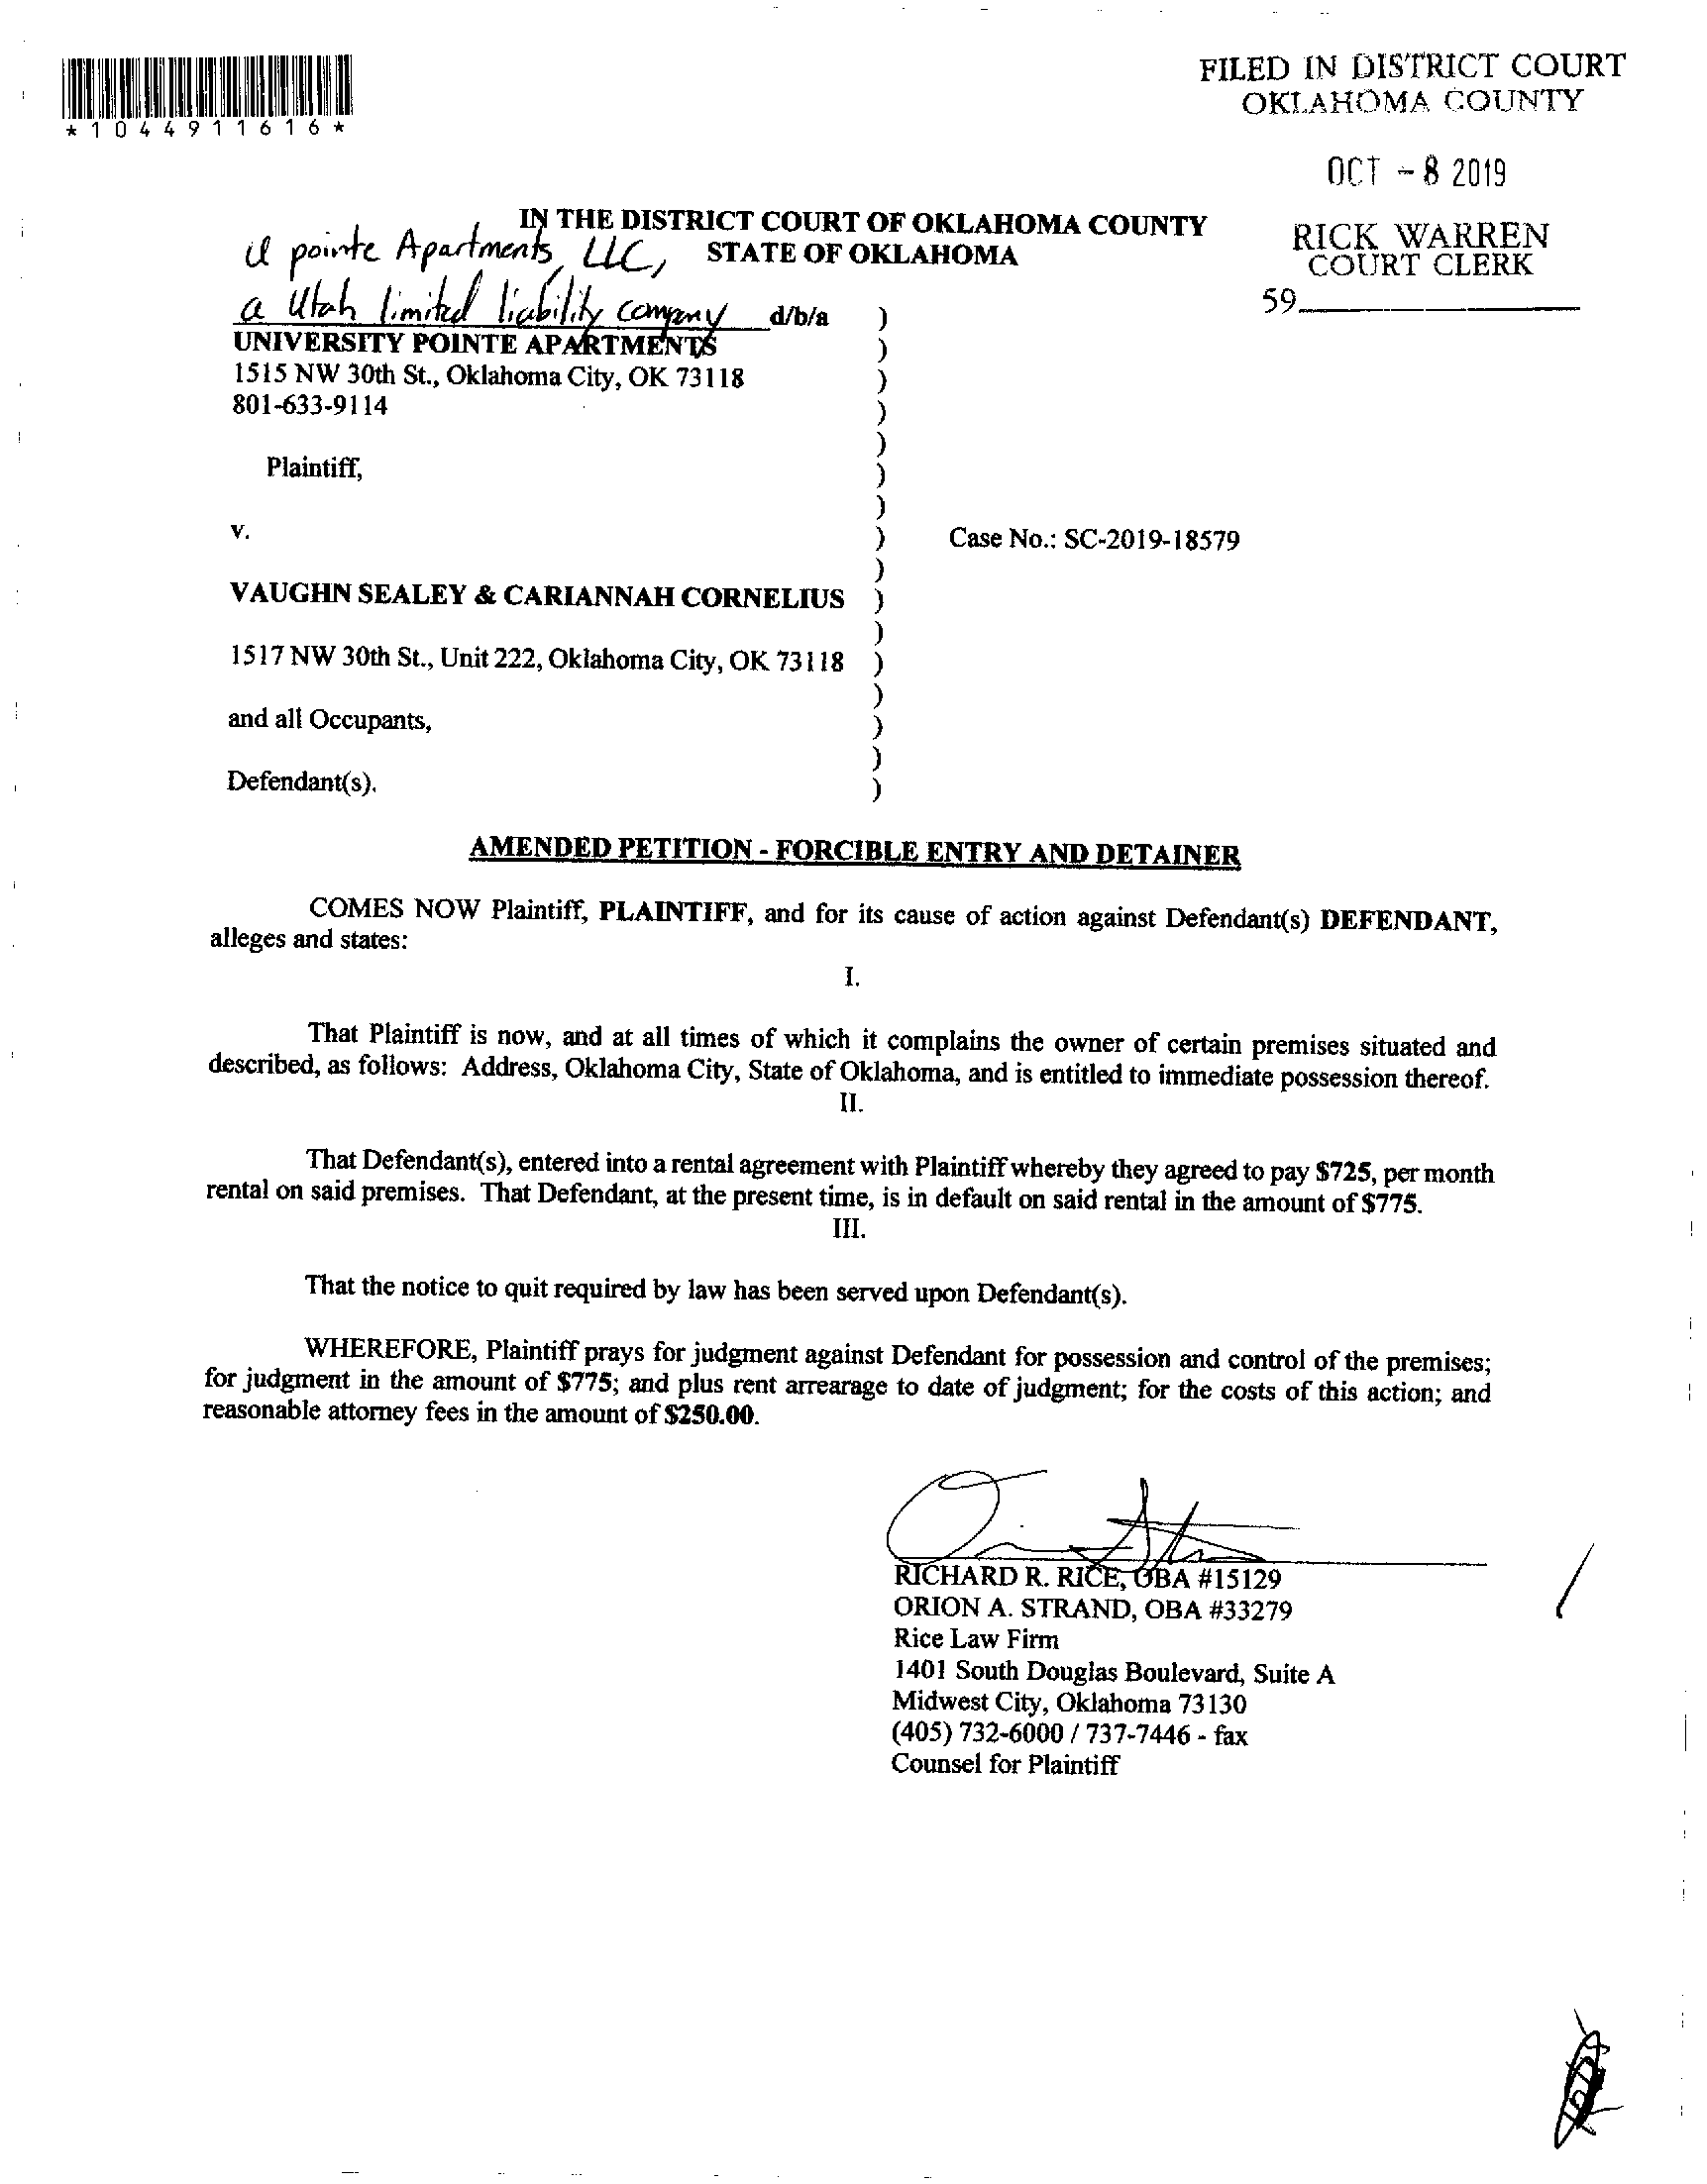 *1044911616*
FILED IN DISTRICT COURT
OKLAHOMA COUNTY
OCT - 8 2019
RICK WARREN
COURT CLERK
59
IN THE DISTRICT COURT OF OKLAHOMA COUNTY
STATE OF OKLAHOMA
pointe Apartments, LLC,
a Utah limited liability company d/b/a
UNIVERSITY POINTE APARTMENTS
1515 NW 30th St., Oklahoma City, OK 73118
801-633-9114
Plaintiff,
v.
Case No.: SC-2019-18579
VAUGHN SEALEY & CARIANNAH CORNELIUS
1517 NW 30th St., Unit 222, Oklahoma City, OK 73118
and all Occupants,
Defendant(s).
AMENDED PETITION - FORCIBLE ENTRY AND DETAINER
COMES NOW Plaintiff, PLAINTIFF, and for its cause of action against Defendant(s) DEFENDANT,
alleges and states:
I.
That Plaintiff is now, and at all times of which it complains the owner of certain premises situated and
described, as follows: Address, Oklahoma City, State of Oklahoma, and is entitled to immediate possession thereof.
II.
That Defendant(s), entered into a rental agreement with Plaintiff whereby they agreed to pay $725, per month
rental on said premises. That Defendant, at the present time, is in default on said rental in the amount of $775.
III.
That the notice to quit required by law has been served upon Defendant(s).
WHEREFORE, Plaintiff prays for judgment against Defendant for possession and control of the premises;
for judgment in the amount of $775; and plus rent arrearage to date of judgment; for the costs of this action; and
reasonable attorney fees in the amount of $250.00.
RICHARD R. RICE, OBA #15129
ORION A. STRAND, OBA #33279
Rice Law Firm
1401 South Douglas Boulevard, Suite A
Midwest City, Oklahoma 73130
(405) 732-6000 / 737-7446 - fax
Counsel for Plaintiff